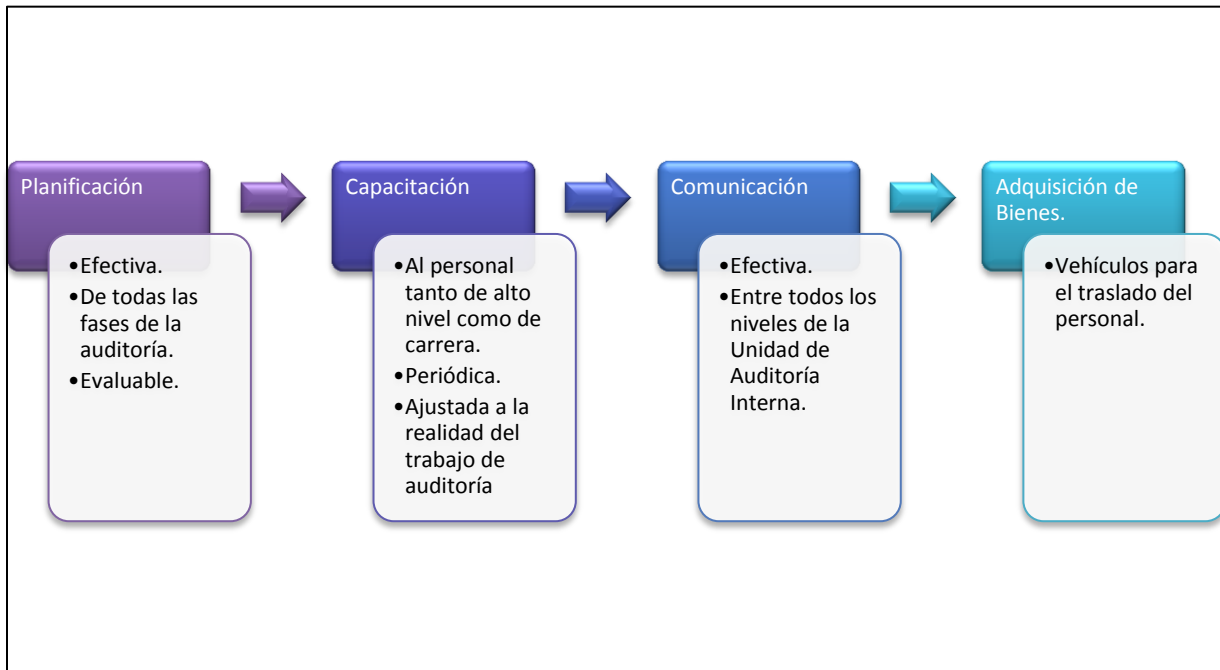 Planificación
•Efectiva.
•De todas las
fases de la
auditoría.
•Evaluable.
Capacitación
•Al personal
tanto de alto
nivel como de
carrera.
•Periódica.
•Ajustada a la
realidad del
trabajo de
auditoría
Comunicación
•Efectiva.
•Entre todos los
niveles de la
Unidad de
Auditoría
Interna.
Adquisición de
Bienes.
•Vehículos para
el traslado del
personal.